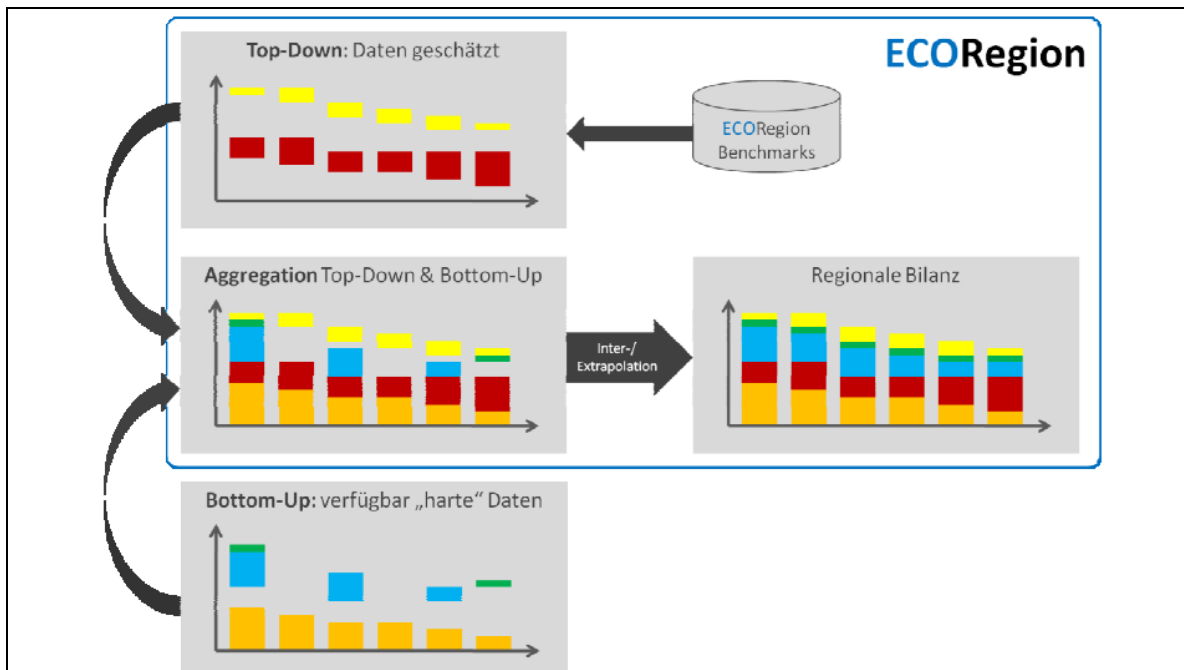 Top-Down: Daten geschätzt
ECORegion
ECORegion
Benchmarks
Aggregation Top-Down & Bottom-Up
Regionale Bilanz
Inter-/
Extrapolation
Bottom-Up: verfügbar „harte“ Daten